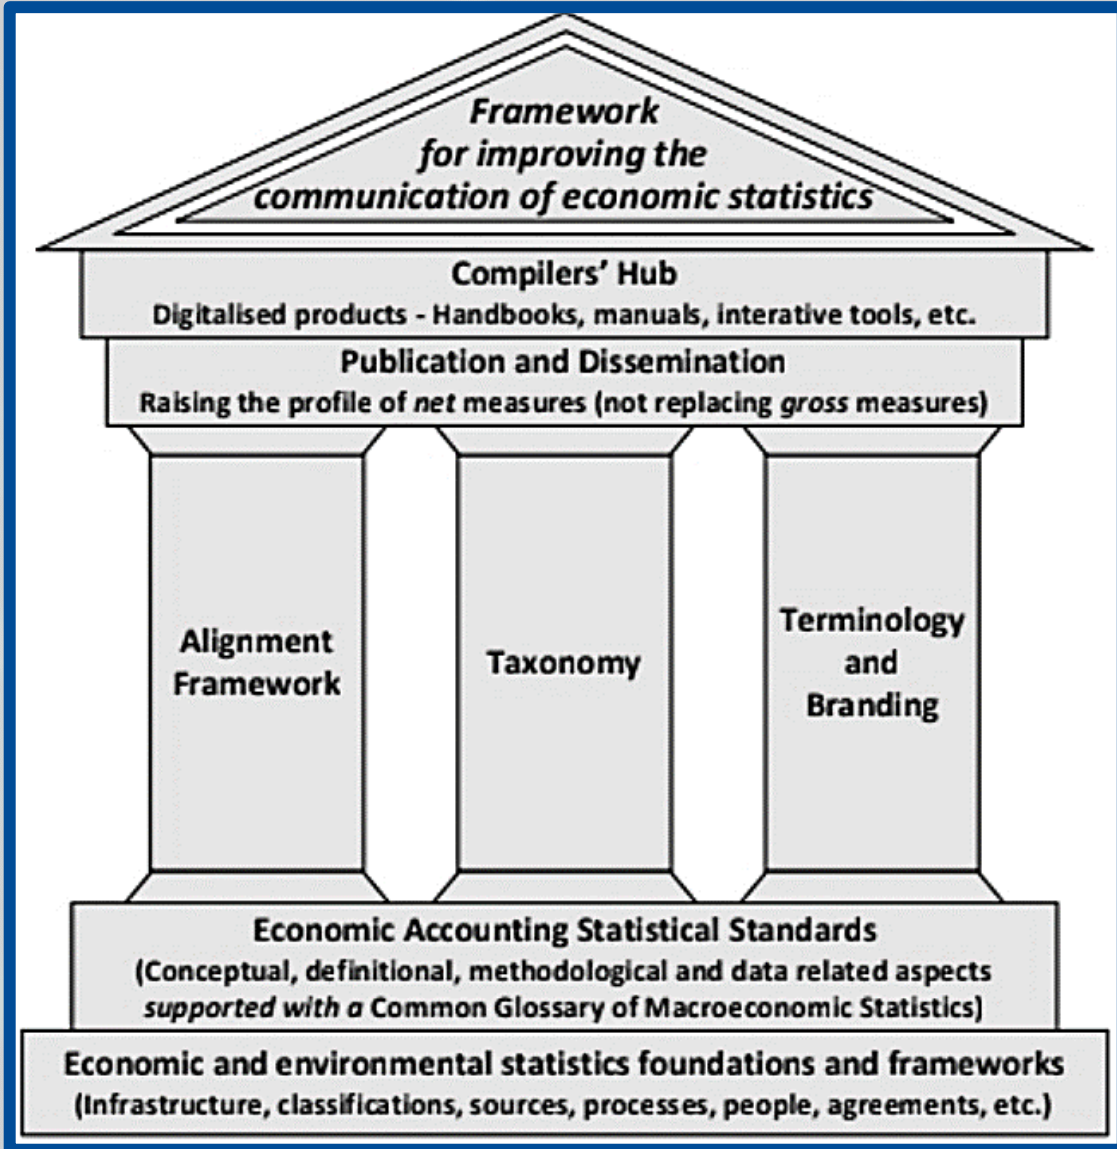 Framework
for improving the
communication of economic statistics
Compilers’ Hub
Digitalised products - Handbooks, manuals, interative tools, etc.
Publication and Dissemination
Raising the profile of net measures (not replacing gross measures)
Alignment
Framework
Taxonomy
Terminology
and
Branding
Economic Accounting Statistical Standards
(Conceptual, definitional, methodological and data related aspects
supported with a Common Glossary of Macroeconomic Statistics)
Economic and environmental statistics foundations and frameworks
(Infrastructure, classifications, sources, processes, people, agreements, etc.)